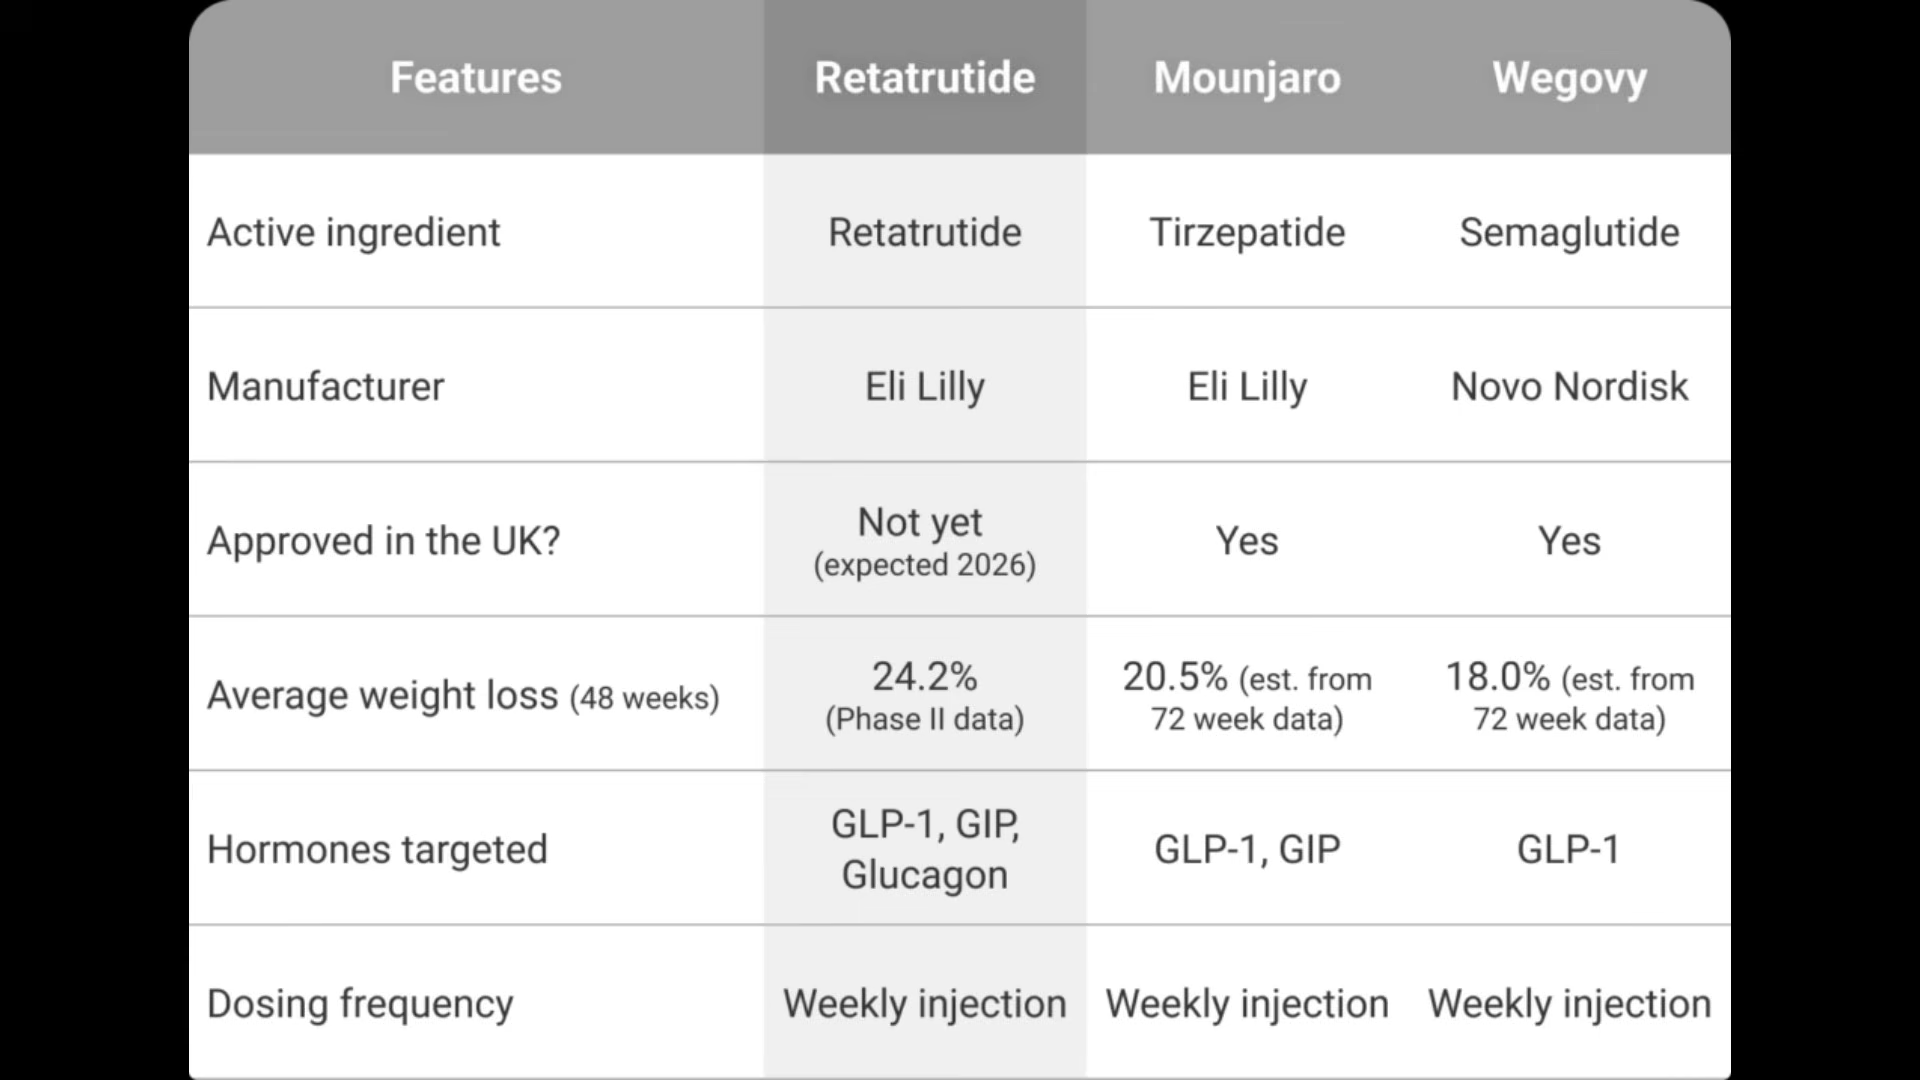 Features Retatrutide Mounjaro Wegovy
Active ingredient Retatrutide Tirzepatide Semaglutide
Manufacturer Eli Lilly Eli Lilly Novo Nordisk
Approved in the UK? Not yet Yes Yes
(expected 2026)
Average weight loss (48 weeks) 24.2% 20.5% (est. from 18.0% (est. from
(Phase II data) 72 week data) 72 week data)
Hormones targeted GLP-1, GIP, GLP-1, GIP GLP-1
Glucagon
Dosing frequency Weekly injection Weekly injection Weekly injection